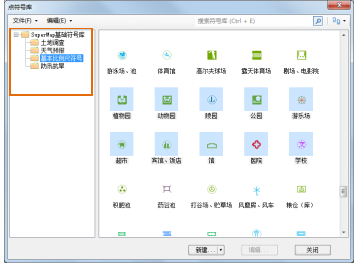 点符号库
文件(F) 编辑(E) 搜索符号库 (Ctrl + E)
SuperMap基础符号库
土地调查
天气预报
基本比例尺符号
防汛抗旱
游泳场、池 体育馆 高尔夫球场 露天体育场 剧场、电影院
植物园 动物园 陵园 公园 游乐场
超市 宾馆、饭店 馆 医院 学校
积肥池 药浴池 打谷场、贮草场 风磨房、风车 粮仓（库）
新建... 编辑... 关闭